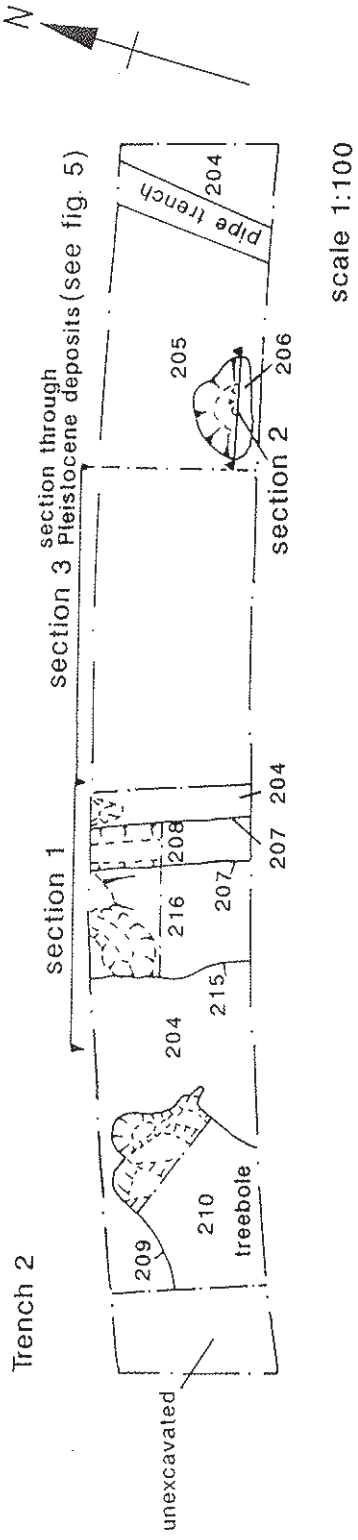 Trench 2
N
section 1
section 3
section through
Pleistocene deposits (see fig. 5)
unexcavated
209
210
treebole
204
215
216
207
208
207
204
205
206
section 2
pipe trench
204
scale 1:100